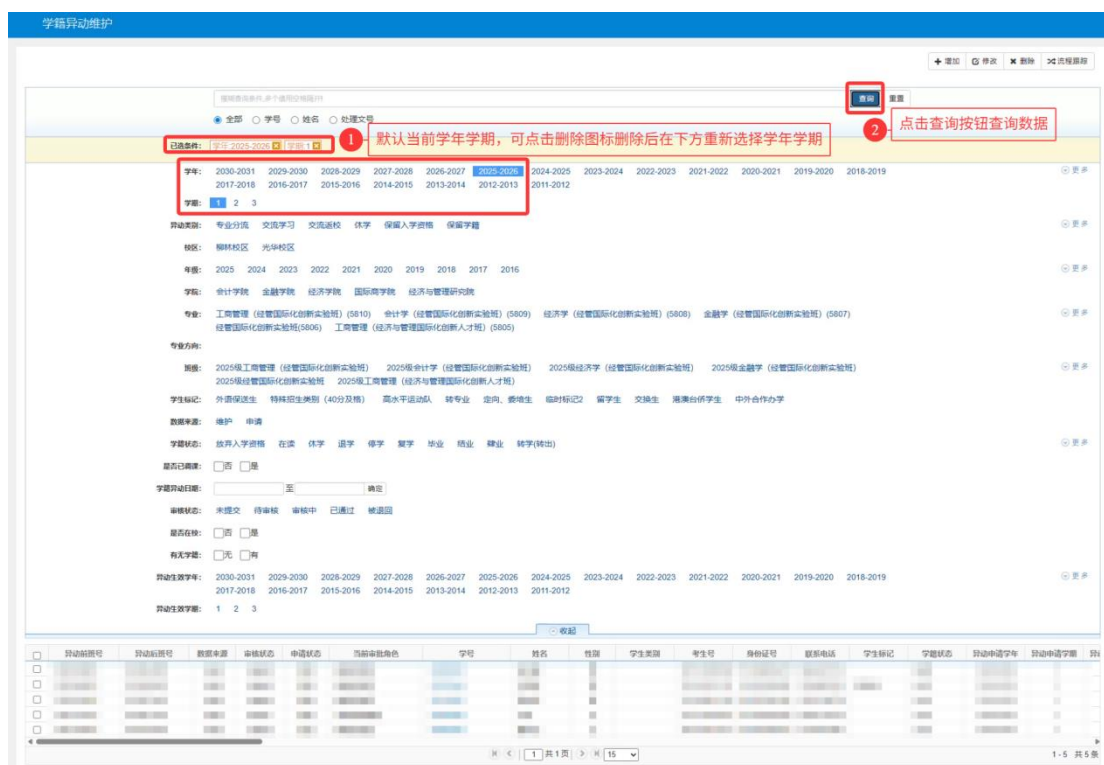 学籍异动维护
增加 修改 删除 流程跟踪
查询 重置
全部 学号 姓名 处理文号
1 默认当前学年学期，可点击删除图标删除后在下方重新选择学年学期
2 点击查询按钮查询数据
已选条件： 学年:2025-2026 学期:1
学年： 2030-2031 2029-2030 2028-2029 2027-2028 2026-2027 2025-2026 2024-2025 2023-2024 2022-2023 2021-2022 2020-2021 2019-2020 2018-2019 更多
2017-2018 2016-2017 2015-2016 2014-2015 2013-2014 2012-2013 2011-2012
学期： 1 2 3
异动类别： 专业分流 交流学习 交流返校 休学 保留入学资格 保留学籍 更多
校区： 柳林校区 光华校区
年级： 2025 2024 2023 2022 2021 2020 2019 2018 2017 2016 更多
学院： 会计学院 金融学院 经济学院 国际商学院 经济与管理研究院
专业： 工商管理（经管国际化创新实验班）(5810) 会计学（经管国际化创新实验班）(5809) 经济学（经管国际化创新实验班）(5808) 金融学（经管国际化创新实验班）(5807) 更多
经管国际化创新实验班(5806) 工商管理（经济与管理国际化创新人才班）(5805)
专业方向：
班级： 2025级工商管理（经管国际化创新实验班） 2025级会计学（经管国际化创新实验班） 2025级经济学（经管国际化创新实验班） 2025级金融学（经管国际化创新实验班） 更多
2025级经管国际化创新实验班 2025级工商管理（经济与管理国际化创新人才班）
学生标记： 外语保送生 特殊招生类别（40分及格） 高水平运动队 转专业 定向、委培生 临时标记2 留学生 交换生 港澳台侨学生 中外合作办学
数据来源： 维护 申请
学籍状态： 放弃入学资格 在读 休学 退学 停学 复学 毕业 结业 肄业 转学(转出) 更多
是否已调课： 否 是
学籍异动日期： 至 确定
审核状态： 未提交 待审核 审核中 已通过 被退回
是否在校： 否 是
有无学籍： 无 有
异动生效学年： 2030-2031 2029-2030 2028-2029 2027-2028 2026-2027 2025-2026 2024-2025 2023-2024 2022-2023 2021-2022 2020-2021 2019-2020 2018-2019 更多
2017-2018 2016-2017 2015-2016 2014-2015 2013-2014 2012-2013 2011-2012
异动生效学期： 1 2 3
收起
异动前班号 异动后班号 数据来源 审核状态 申请状态 当前审批角色 学号 姓名 性别 学生类别 考生号 身份证号 联系电话 学生标记 学籍状态 异动申请学年 异动申请学期
1 共1页 15 1-5 共5条